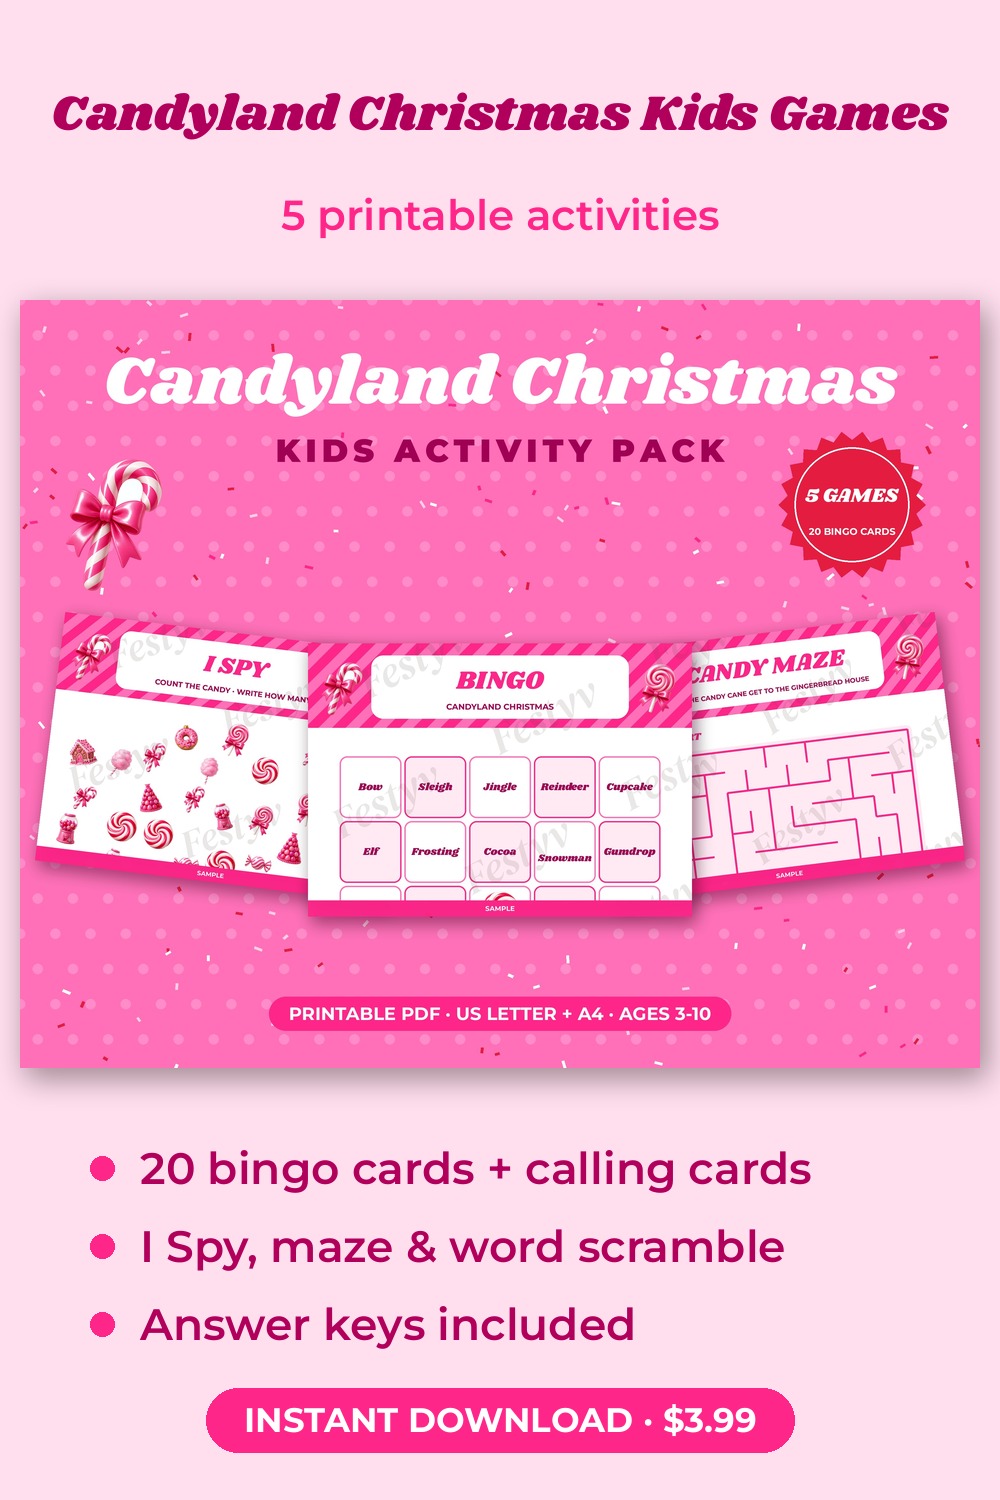 Candyland Christmas Kids Games
5 printable activities
Candyland Christmas
KIDS ACTIVITY PACK
5 GAMES
20 BINGO CARDS
I SPY
COUNT THE CANDY · WRITE HOW MANY
SAMPLE
BINGO
CANDYLAND CHRISTMAS
Bow Sleigh Jingle Reindeer Cupcake
Elf Frosting Cocoa Snowman Gumdrop
SAMPLE
CANDY MAZE
THE CANDY CANE GET TO THE GINGERBREAD HOUSE
SAMPLE
Festyv
PRINTABLE PDF · US LETTER + A4 · AGES 3-10
20 bingo cards + calling cards
I Spy, maze & word scramble
Answer keys included
INSTANT DOWNLOAD · $3.99